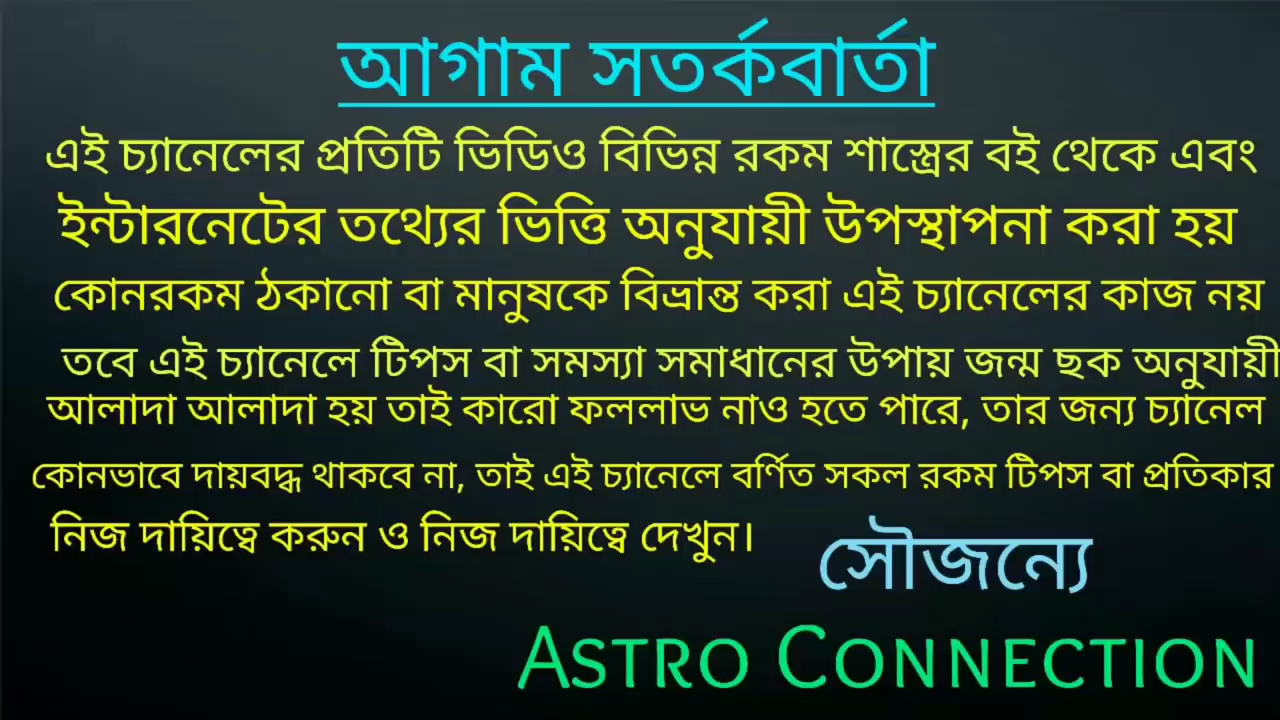 আগাম সতর্কবার্তা
এই চ্যানেলের প্রতিটি ভিডিও বিভিন্ন রকম শাস্ত্রের বই থেকে এবং
ইন্টারনেটের তথ্যের ভিত্তি অনুযায়ী উপস্থাপনা করা হয়
কোনরকম ঠকানো বা মানুষকে বিভ্রান্ত করা এই চ্যানেলের কাজ নয়
তবে এই চ্যানেলে টিপস বা সমস্যা সমাধানের উপায় জন্ম ছক অনুযায়ী
আলাদা আলাদা হয় তাই কারো ফললাভ নাও হতে পারে, তার জন্য চ্যানেল
কোনভাবে দায়বদ্ধ থাকবে না, তাই এই চ্যানেলে বর্ণিত সকল রকম টিপস বা প্রতিকার
নিজ দায়িত্বে করুন ও নিজ দায়িত্বে দেখুন।
সৌজন্যে
ASTRO CONNECTION